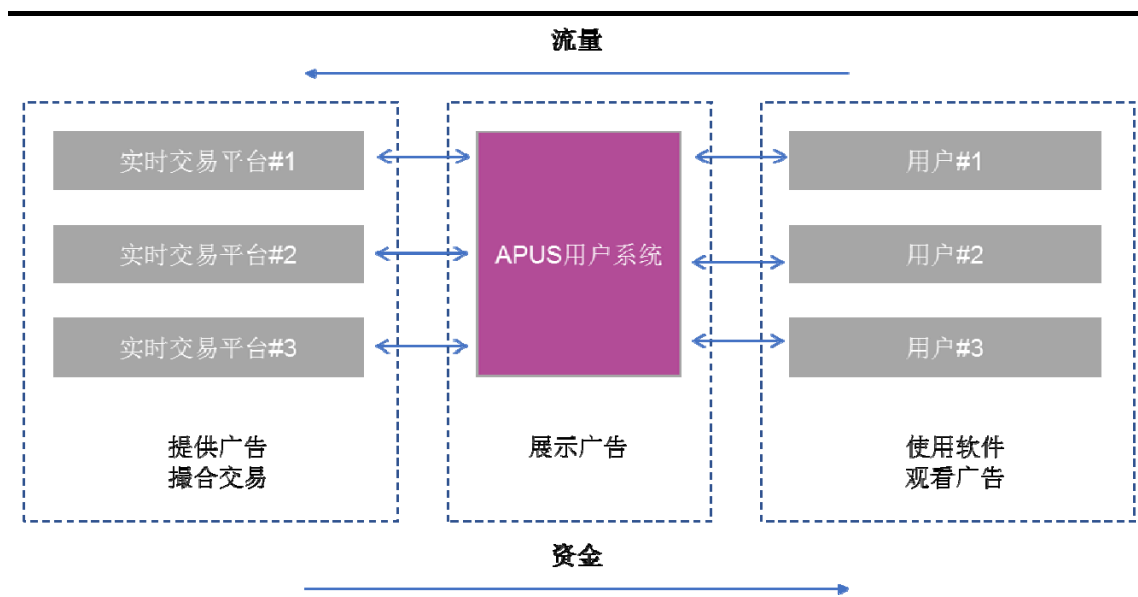 流量
实时交易平台#1
实时交易平台#2
实时交易平台#3
提供广告
撮合交易
APUS用户系统
展示广告
用户#1
用户#2
用户#3
使用软件
观看广告
资金